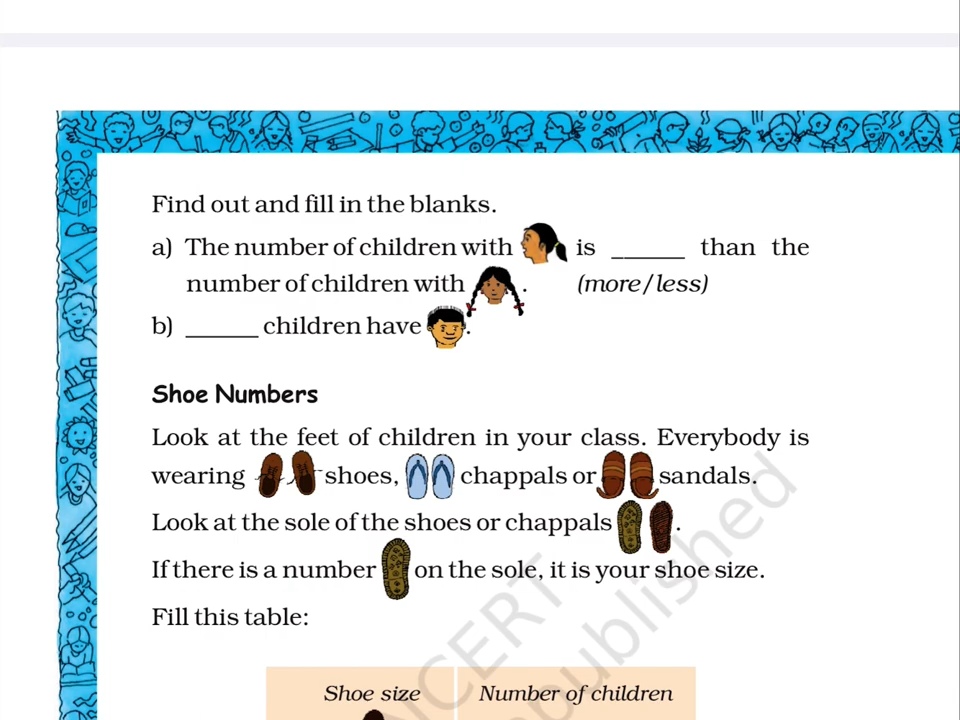 Find out and fill in the blanks.
a) The number of children with is ______ than the
number of children with . (more/less)
b) ______ children have .
Shoe Numbers
Look at the feet of children in your class. Everybody is
wearing shoes, chappals or sandals.
Look at the sole of the shoes or chappals .
If there is a number on the sole, it is your shoe size.
Fill this table:
Shoe size Number of children
NCERT
republished